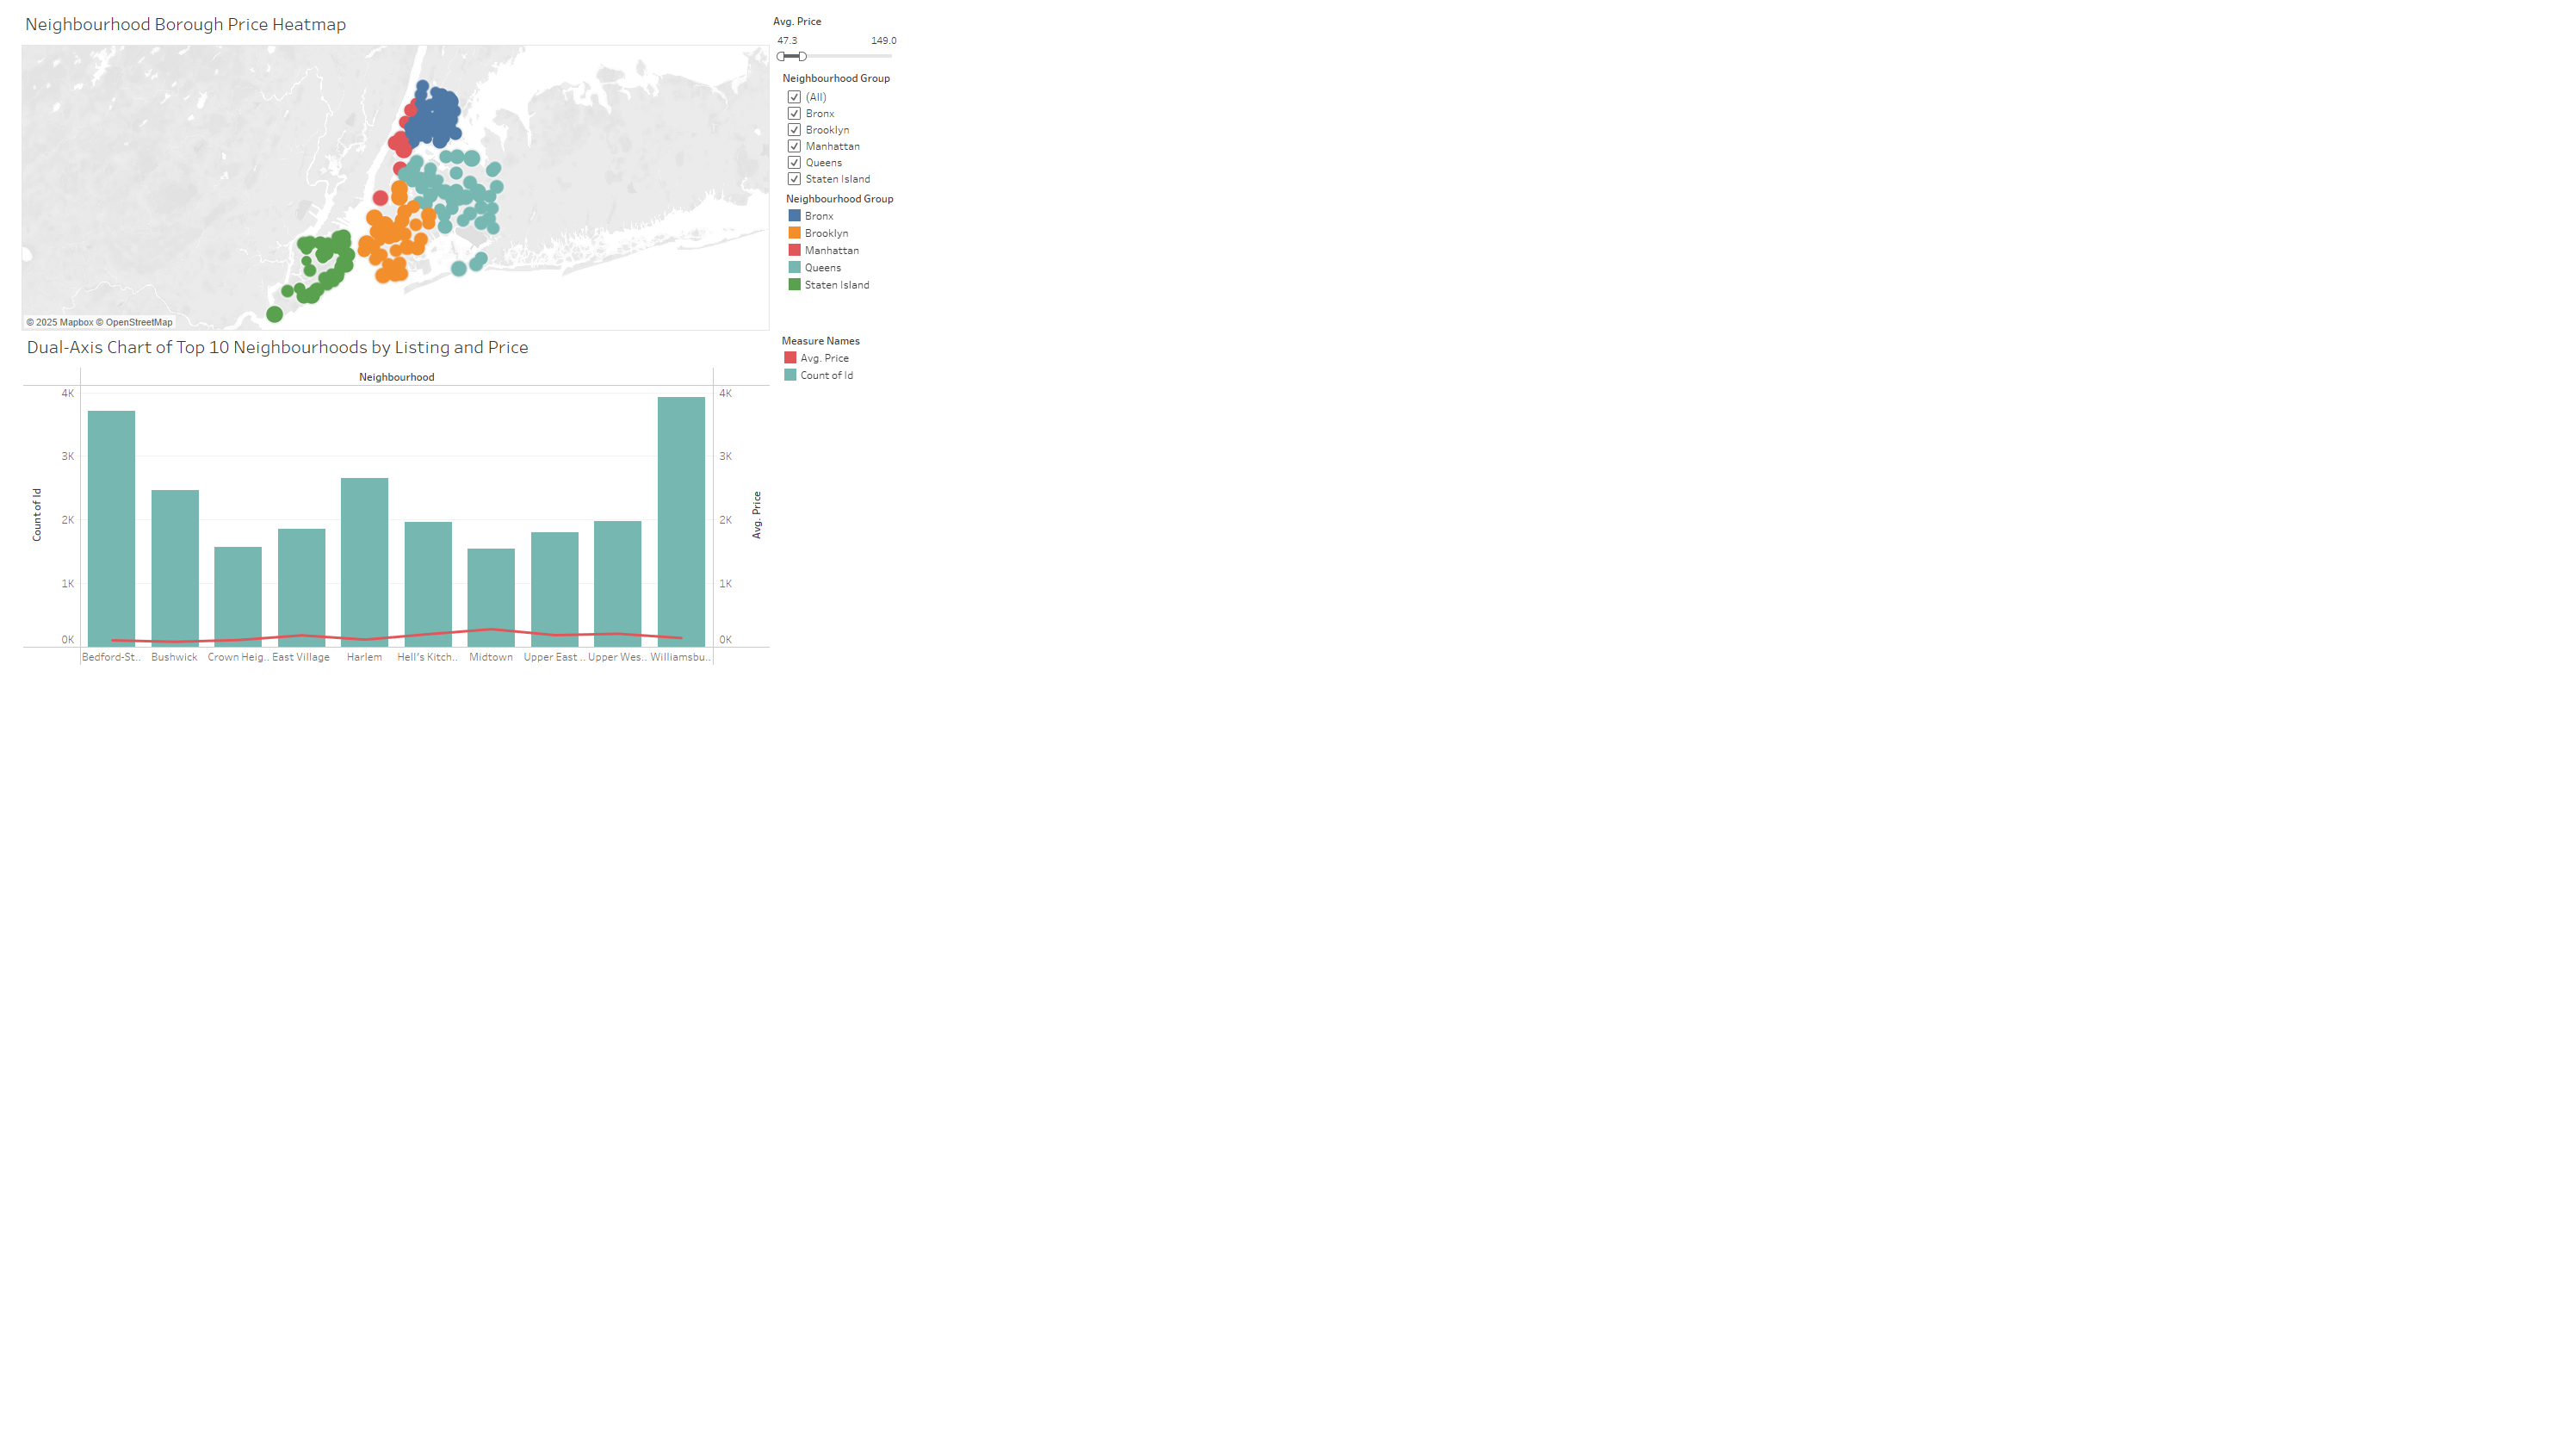 Neighbourhood Borough Price Heatmap
Avg. Price
47.3 149.0
Neighbourhood Group
(All)
Bronx
Brooklyn
Manhattan
Queens
Staten Island
Neighbourhood Group
Bronx
Brooklyn
Manhattan
Queens
Staten Island
© 2025 Mapbox © OpenStreetMap
Dual-Axis Chart of Top 10 Neighbourhoods by Listing and Price
Measure Names
Avg. Price
Count of Id
Neighbourhood
4K 4K
3K 3K
2K 2K
1K 1K
0K 0K
Count of Id
Avg. Price
Bedford-St.. Bushwick Crown Heig.. East Village Harlem Hell's Kitch.. Midtown Upper East .. Upper Wes.. Williamsbu..